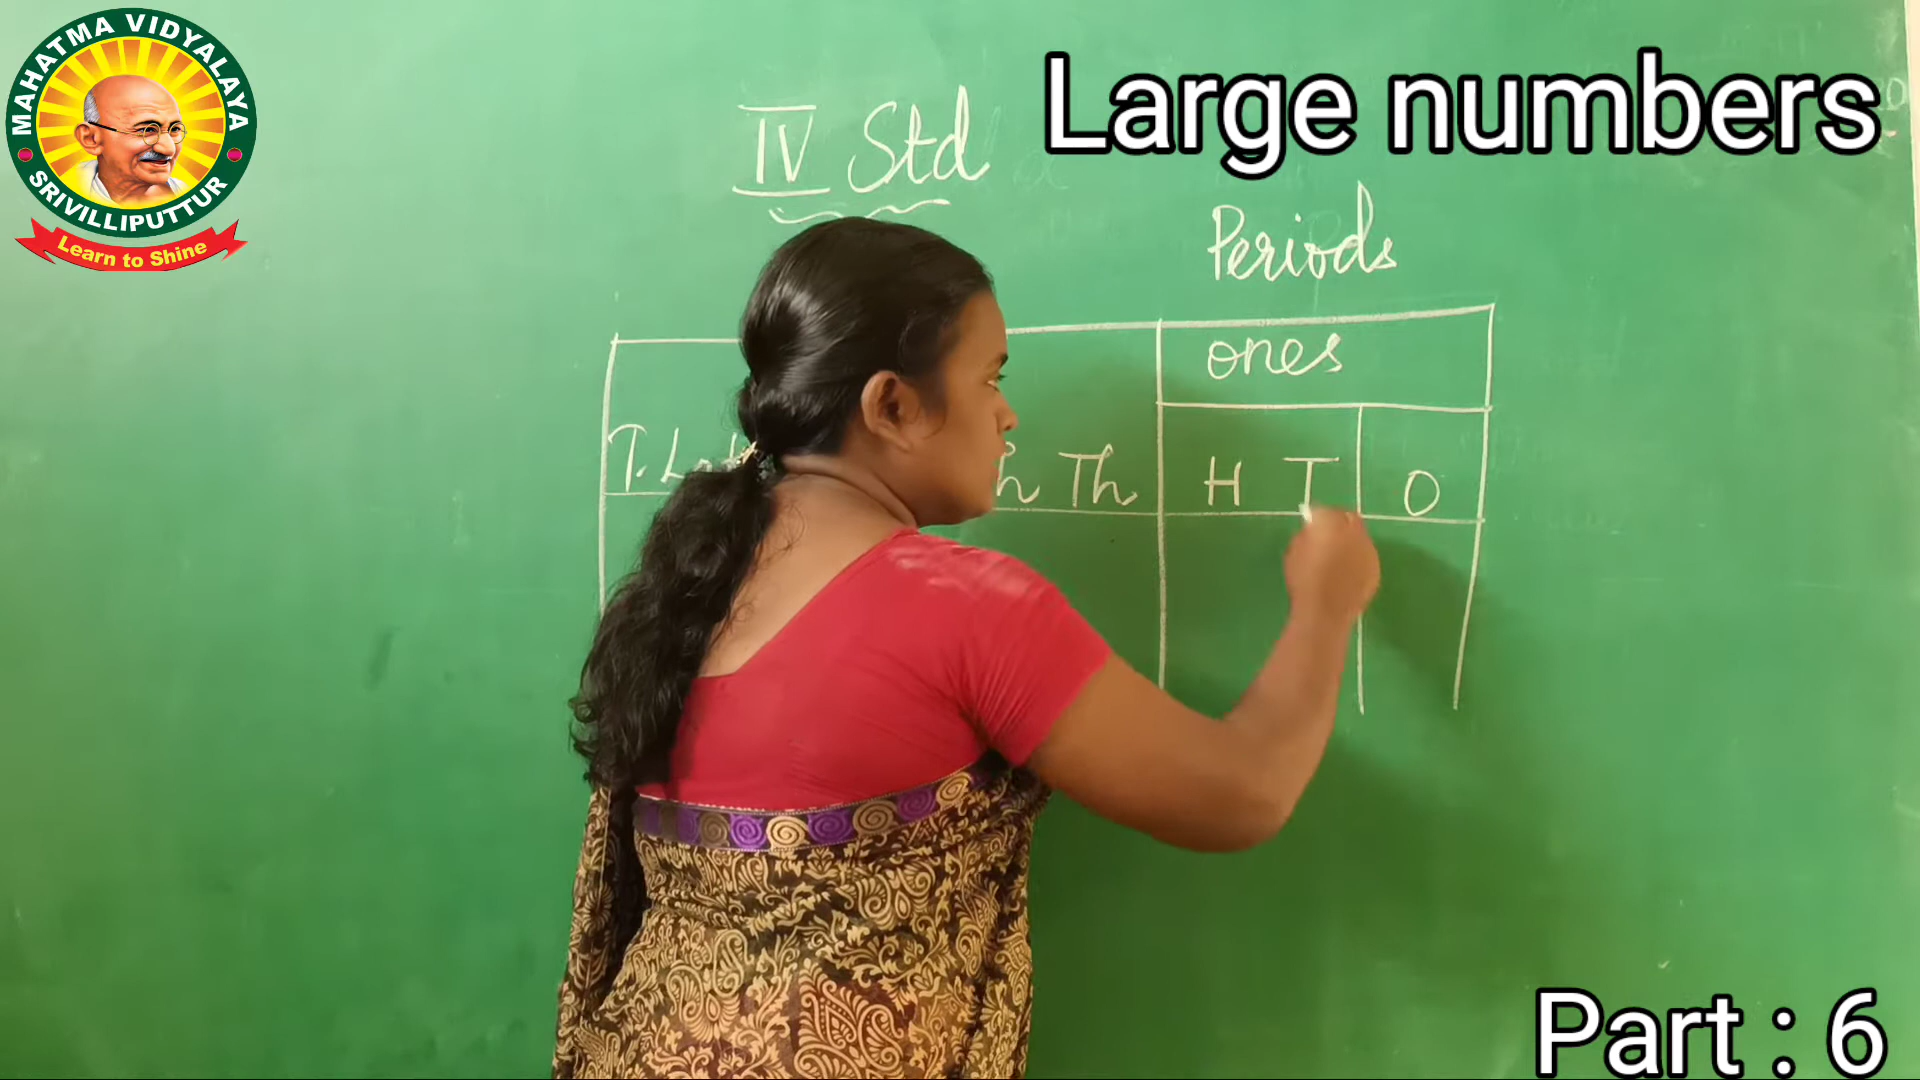 MAHATMA VIDYALAYA
SRIVILLIPUTTUR
Learn to Shine
Large numbers
IV Std
Periods
ones
Th H T O
Part : 6